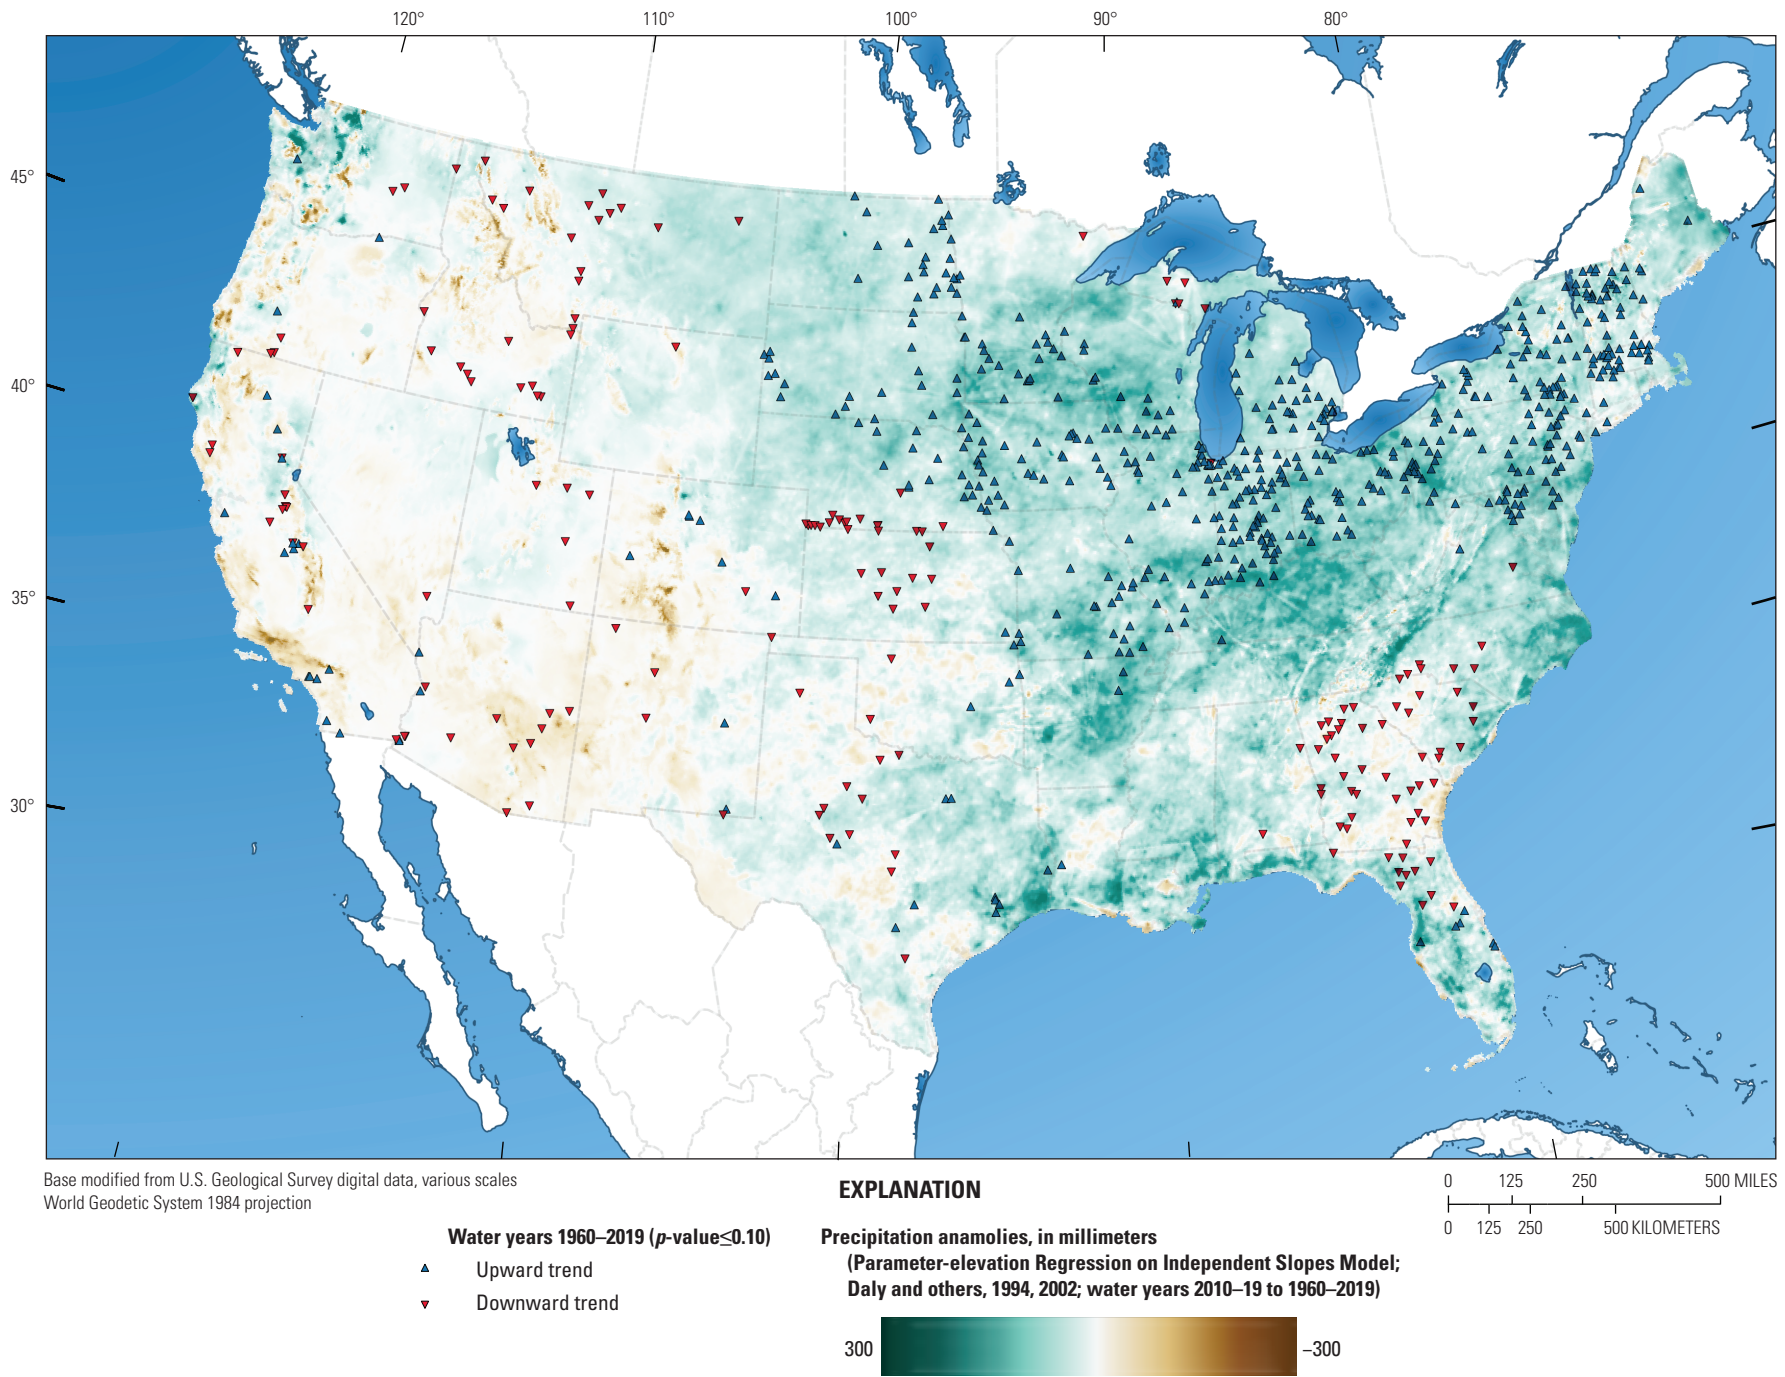 120°
110°
100°
90°
80°
45°
40°
35°
30°
Base modified from U.S. Geological Survey digital data, various scales
World Geodetic System 1984 projection
EXPLANATION
0 125 250 500 MILES
0 125 250 500 KILOMETERS
Water years 1960–2019 (p-value≤0.10)
Upward trend
Downward trend
Precipitation anamolies, in millimeters
(Parameter-elevation Regression on Independent Slopes Model;
Daly and others, 1994, 2002; water years 2010–19 to 1960–2019)
300
–300